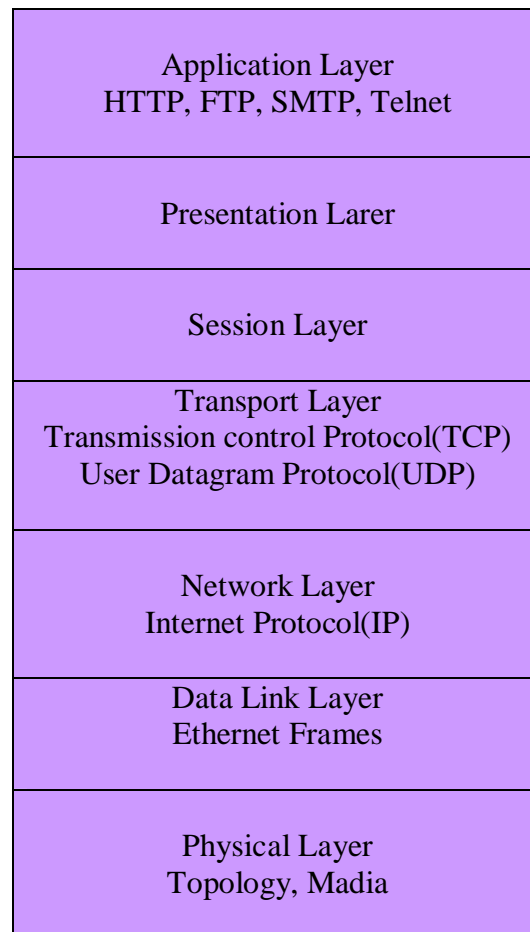 Application Layer
HTTP, FTP, SMTP, Telnet
Presentation Larer
Session Layer
Transport Layer
Transmission control Protocol(TCP)
User Datagram Protocol(UDP)
Network Layer
Internet Protocol(IP)
Data Link Layer
Ethernet Frames
Physical Layer
Topology, Madia